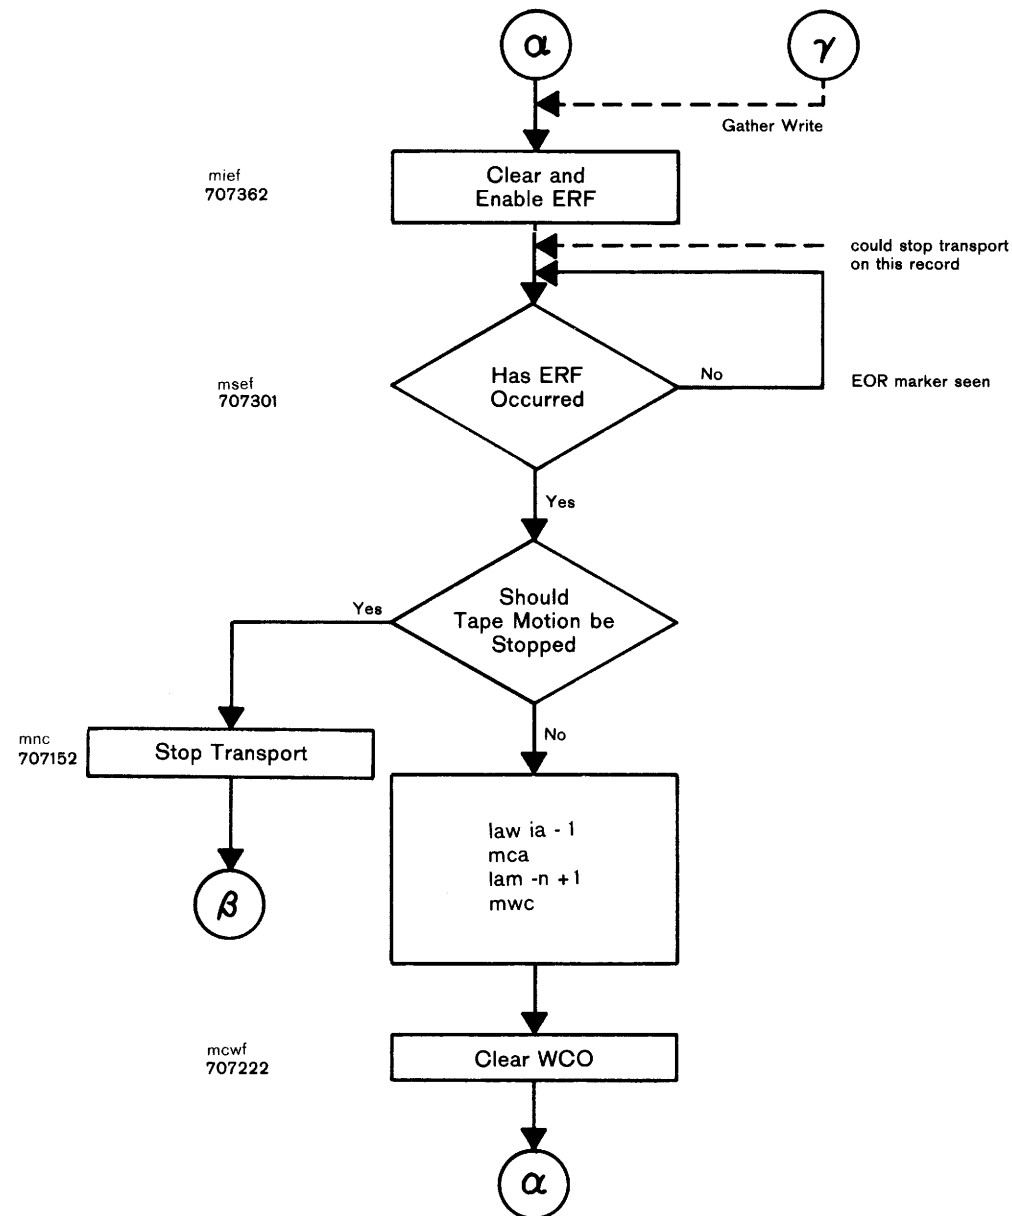 α
γ
Gather Write
mief
707362
Clear and
Enable ERF
could stop transport
on this record
msef
707301
Has ERF
Occurred
No
EOR marker seen
Yes
Should
Tape Motion be
Stopped
Yes
No
mnc
707152
Stop Transport
law ia - 1
mca
lam -n +1
mwc
β
mcwf
707222
Clear WCO
α